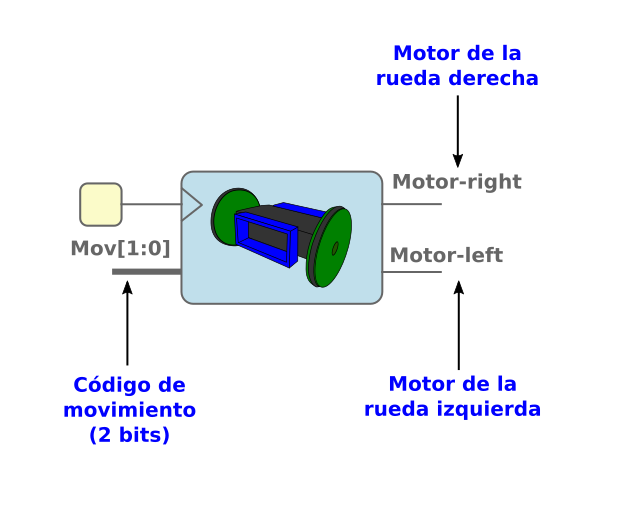 Motor de la
rueda derecha
Motor-right
Mov[1:0]
Motor-left
Código de
movimiento
(2 bits)
Motor de la
rueda izquierda